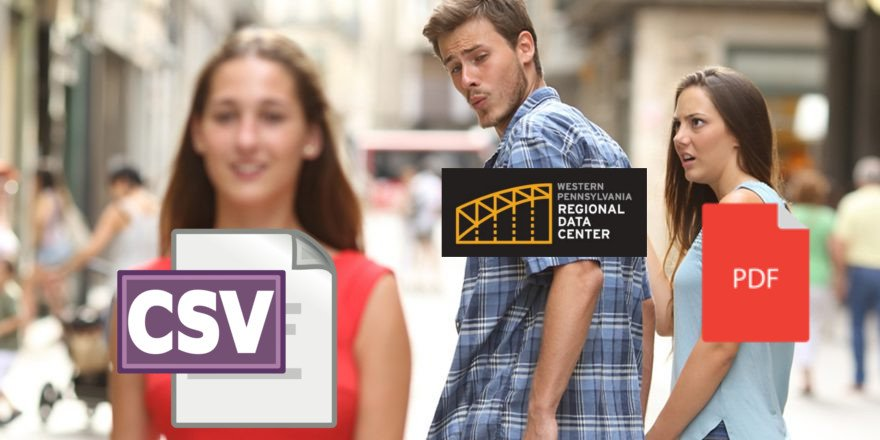 CSV
WESTERN
PENNSYLVANIA
REGIONAL
DATA
CENTER
PDF